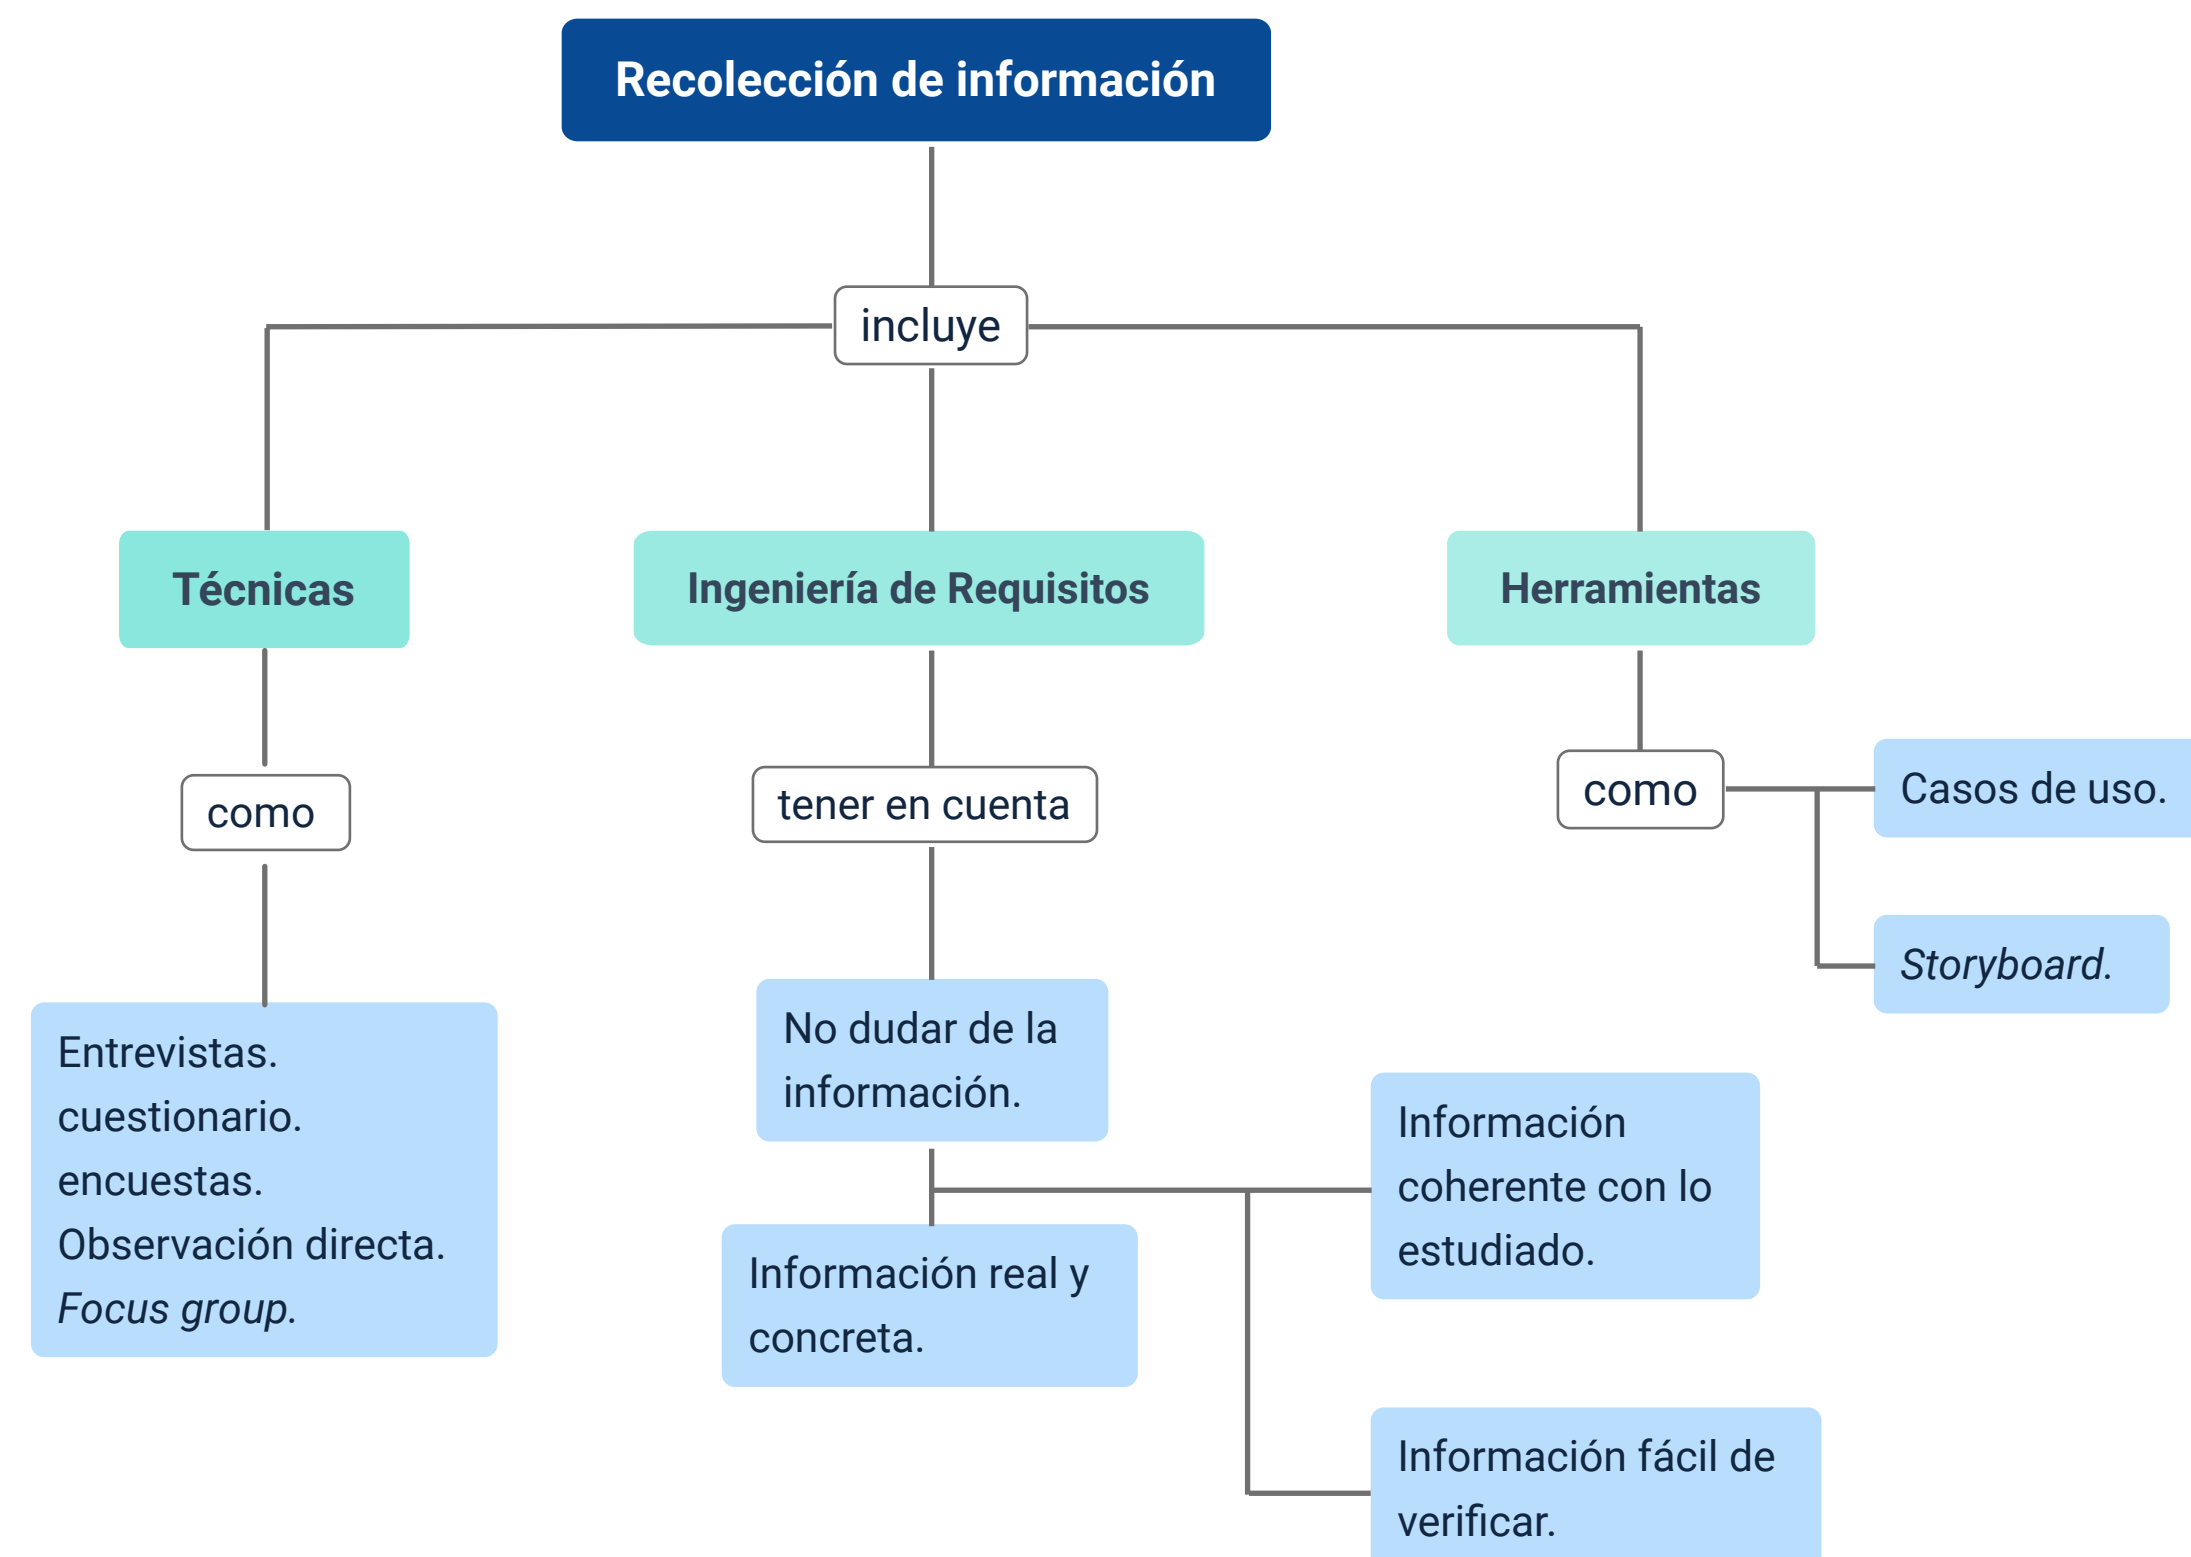 Recolección de información
incluye
Técnicas
Ingeniería de Requisitos
Herramientas
como
tener en cuenta
como
Casos de uso.
Storyboard.
Entrevistas.
cuestionario.
encuestas.
Observación directa.
Focus group.
No dudar de la
información.
Información real y
concreta.
Información
coherente con lo
estudiado.
Información fácil de
verificar.